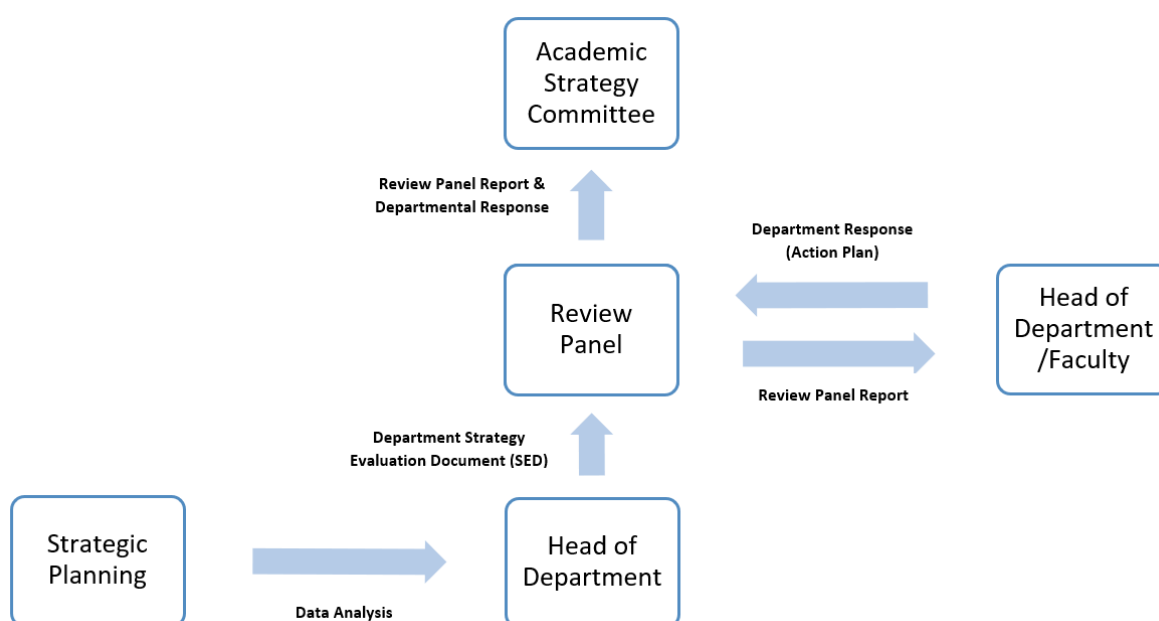 Academic
Strategy
Committee
Review Panel Report &
Departmental Response
Department Response
(Action Plan)
Review
Panel
Head of
Department
/Faculty
Review Panel Report
Department Strategy
Evaluation Document (SED)
Strategic
Planning
Head of
Department
Data Analysis